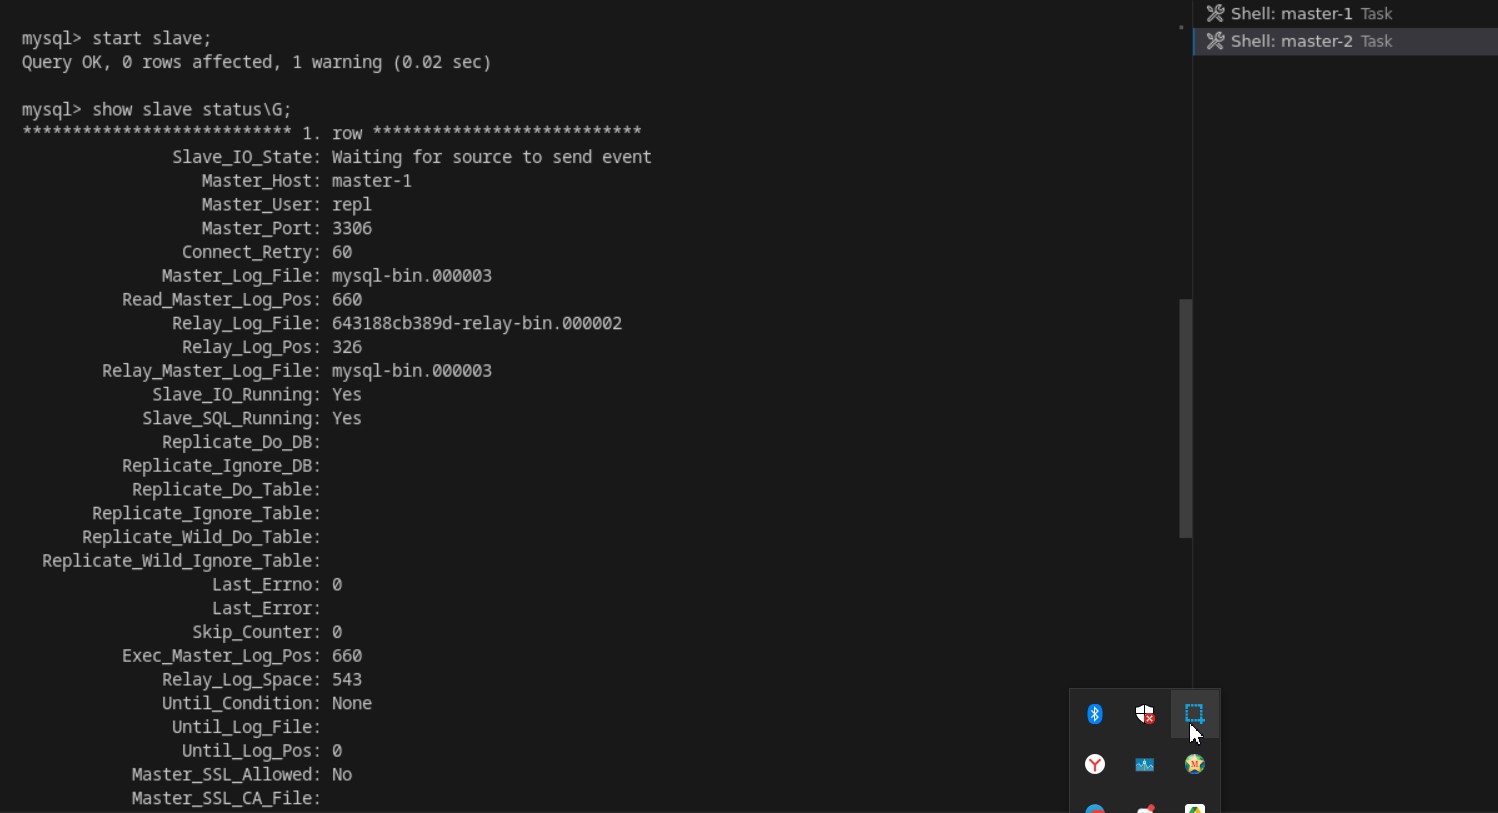 mysql> start slave;
Query OK, 0 rows affected, 1 warning (0.02 sec)
mysql> show slave status\G;
*************************** 1. row ***************************
Slave_IO_State: Waiting for source to send event
Master_Host: master-1
Master_User: repl
Master_Port: 3306
Connect_Retry: 60
Master_Log_File: mysql-bin.000003
Read_Master_Log_Pos: 660
Relay_Log_File: 643188cb389d-relay-bin.000002
Relay_Log_Pos: 326
Relay_Master_Log_File: mysql-bin.000003
Slave_IO_Running: Yes
Slave_SQL_Running: Yes
Replicate_Do_DB:
Replicate_Ignore_DB:
Replicate_Do_Table:
Replicate_Ignore_Table:
Replicate_Wild_Do_Table:
Replicate_Wild_Ignore_Table:
Last_Errno: 0
Last_Error:
Skip_Counter: 0
Exec_Master_Log_Pos: 660
Relay_Log_Space: 543
Until_Condition: None
Until_Log_File:
Until_Log_Pos: 0
Master_SSL_Allowed: No
Master_SSL_CA_File:
Shell: master-1 Task
Shell: master-2 Task